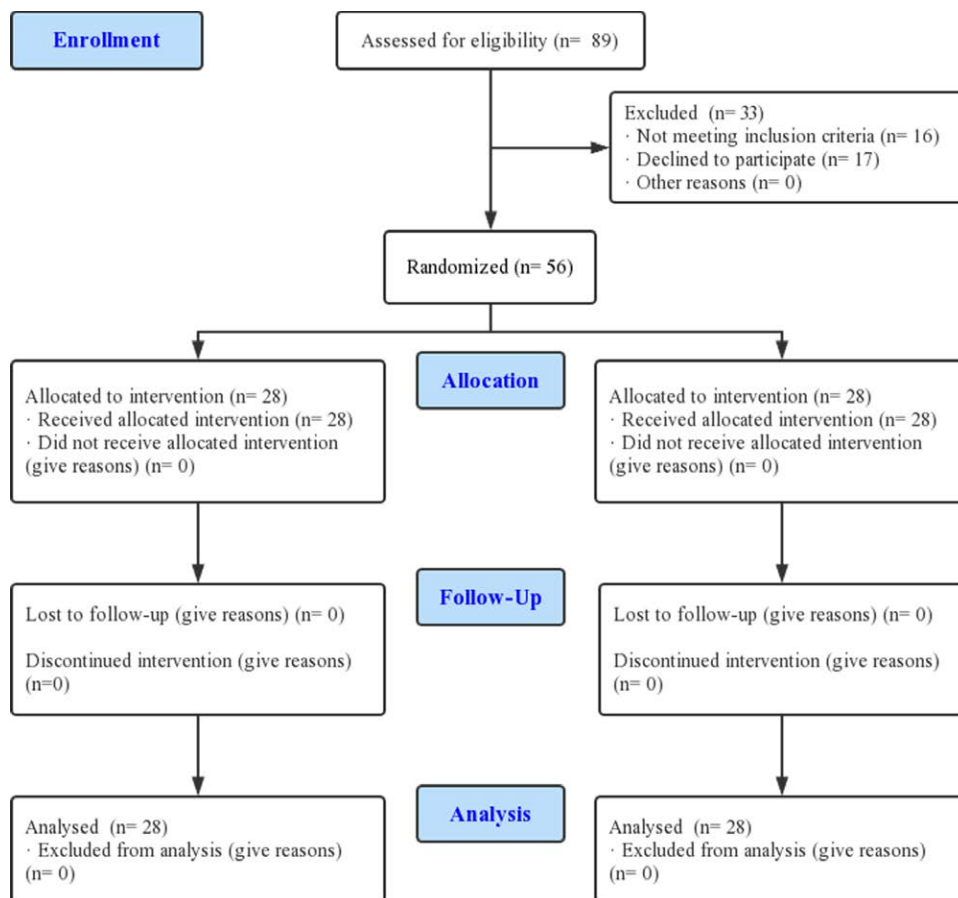 Enrollment
Assessed for eligibility (n= 89)
Excluded (n= 33)
· Not meeting inclusion criteria (n= 16)
· Declined to participate (n= 17)
· Other reasons (n= 0)
Randomized (n= 56)
Allocation
Allocated to intervention (n= 28)
· Received allocated intervention (n= 28)
· Did not receive allocated intervention
(give reasons) (n= 0)
Allocated to intervention (n= 28)
· Received allocated intervention (n= 28)
· Did not receive allocated intervention
(give reasons) (n= 0)
Follow-Up
Lost to follow-up (give reasons) (n= 0)
Discontinued intervention (give reasons)
(n=0)
Lost to follow-up (give reasons) (n= 0)
Discontinued intervention (give reasons)
(n= 0)
Analysis
Analysed (n= 28)
· Excluded from analysis (give reasons)
(n= 0)
Analysed (n= 28)
· Excluded from analysis (give reasons)
(n= 0)